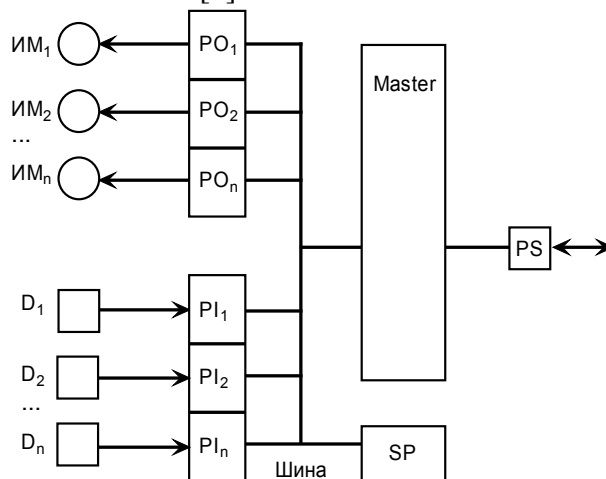 [ ]
ИМ1 PO1
Master
ИМ2 PO2
...
ИМn POn
PS
D1 PI1
D2 PI2
...
Dn PIn
SP
Шина